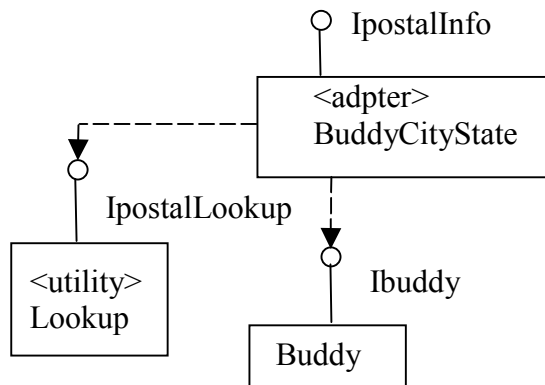 IpostalInfo
<adpter>
BuddyCityState
IpostalLookup
<utility>
Lookup
Ibuddy
Buddy